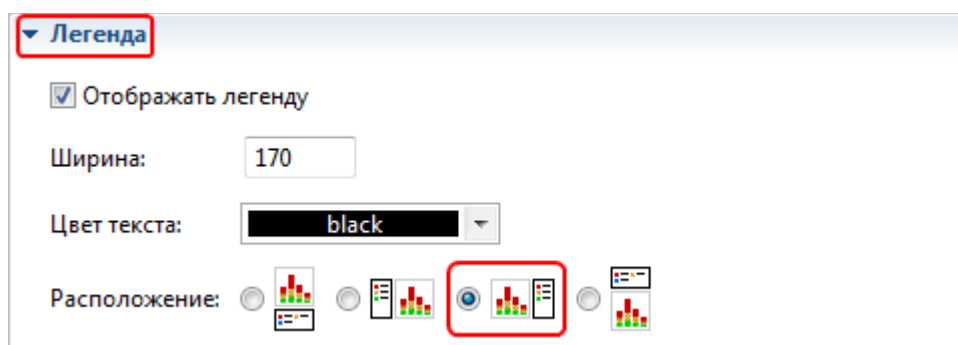 Легенда
Отображать легенду
Ширина: 170
Цвет текста: black
Расположение: